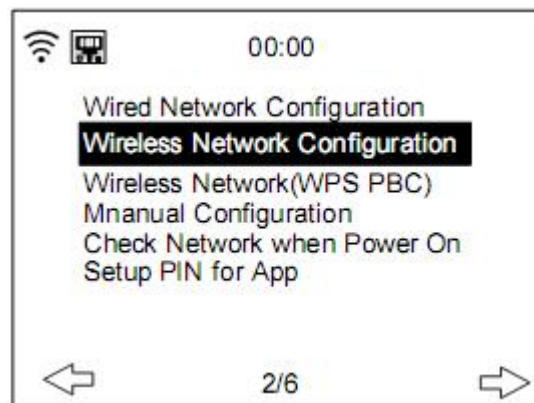 00:00
Wired Network Configuration
Wireless Network Configuration
Wireless Network(WPS PBC)
Mnanual Configuration
Check Network when Power On
Setup PIN for App
2/6